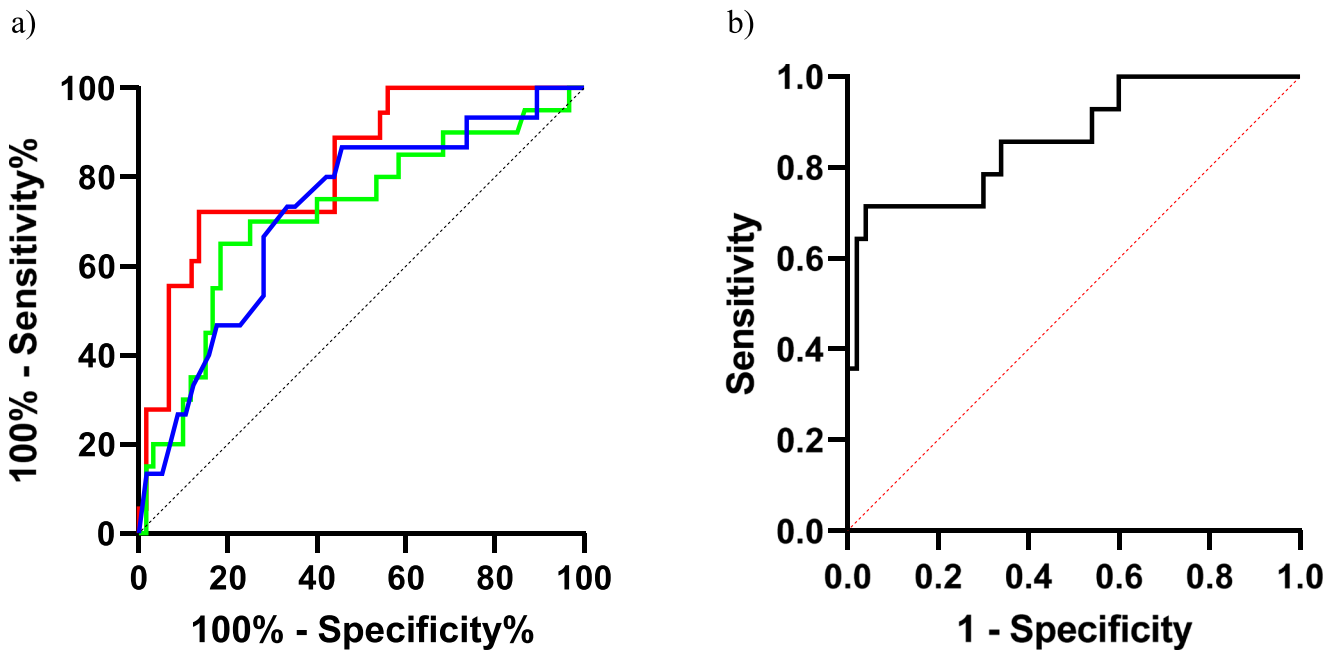 a)
100% - Sensitivity%
100
80
60
40
20
0
0 20 40 60 80 100
100% - Specificity%
b)
Sensitivity
1.0
0.8
0.6
0.4
0.2
0.0
0.0 0.2 0.4 0.6 0.8 1.0
1 - Specificity